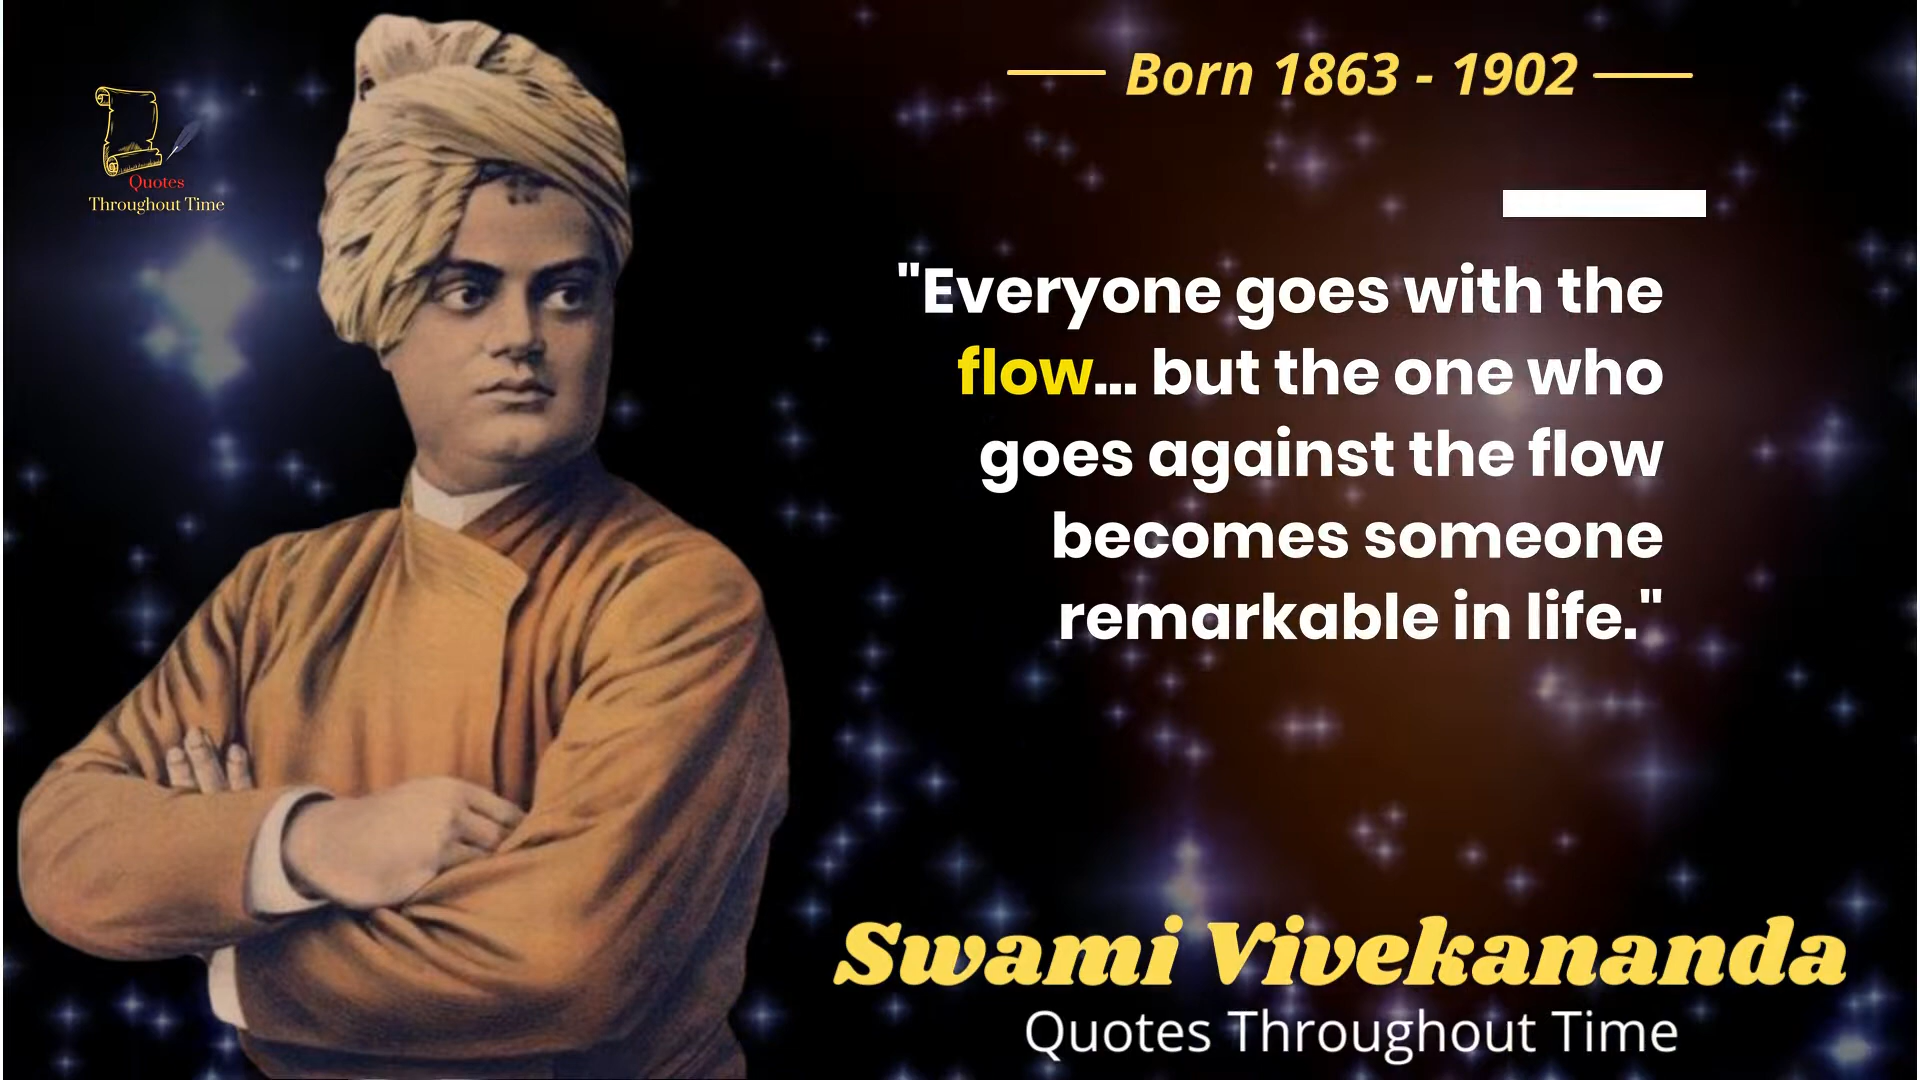 Quotes
Throughout Time
Born 1863 - 1902
"Everyone goes with the
flow... but the one who
goes against the flow
becomes someone
remarkable in life."
Swami Vivekananda
Quotes Throughout Time